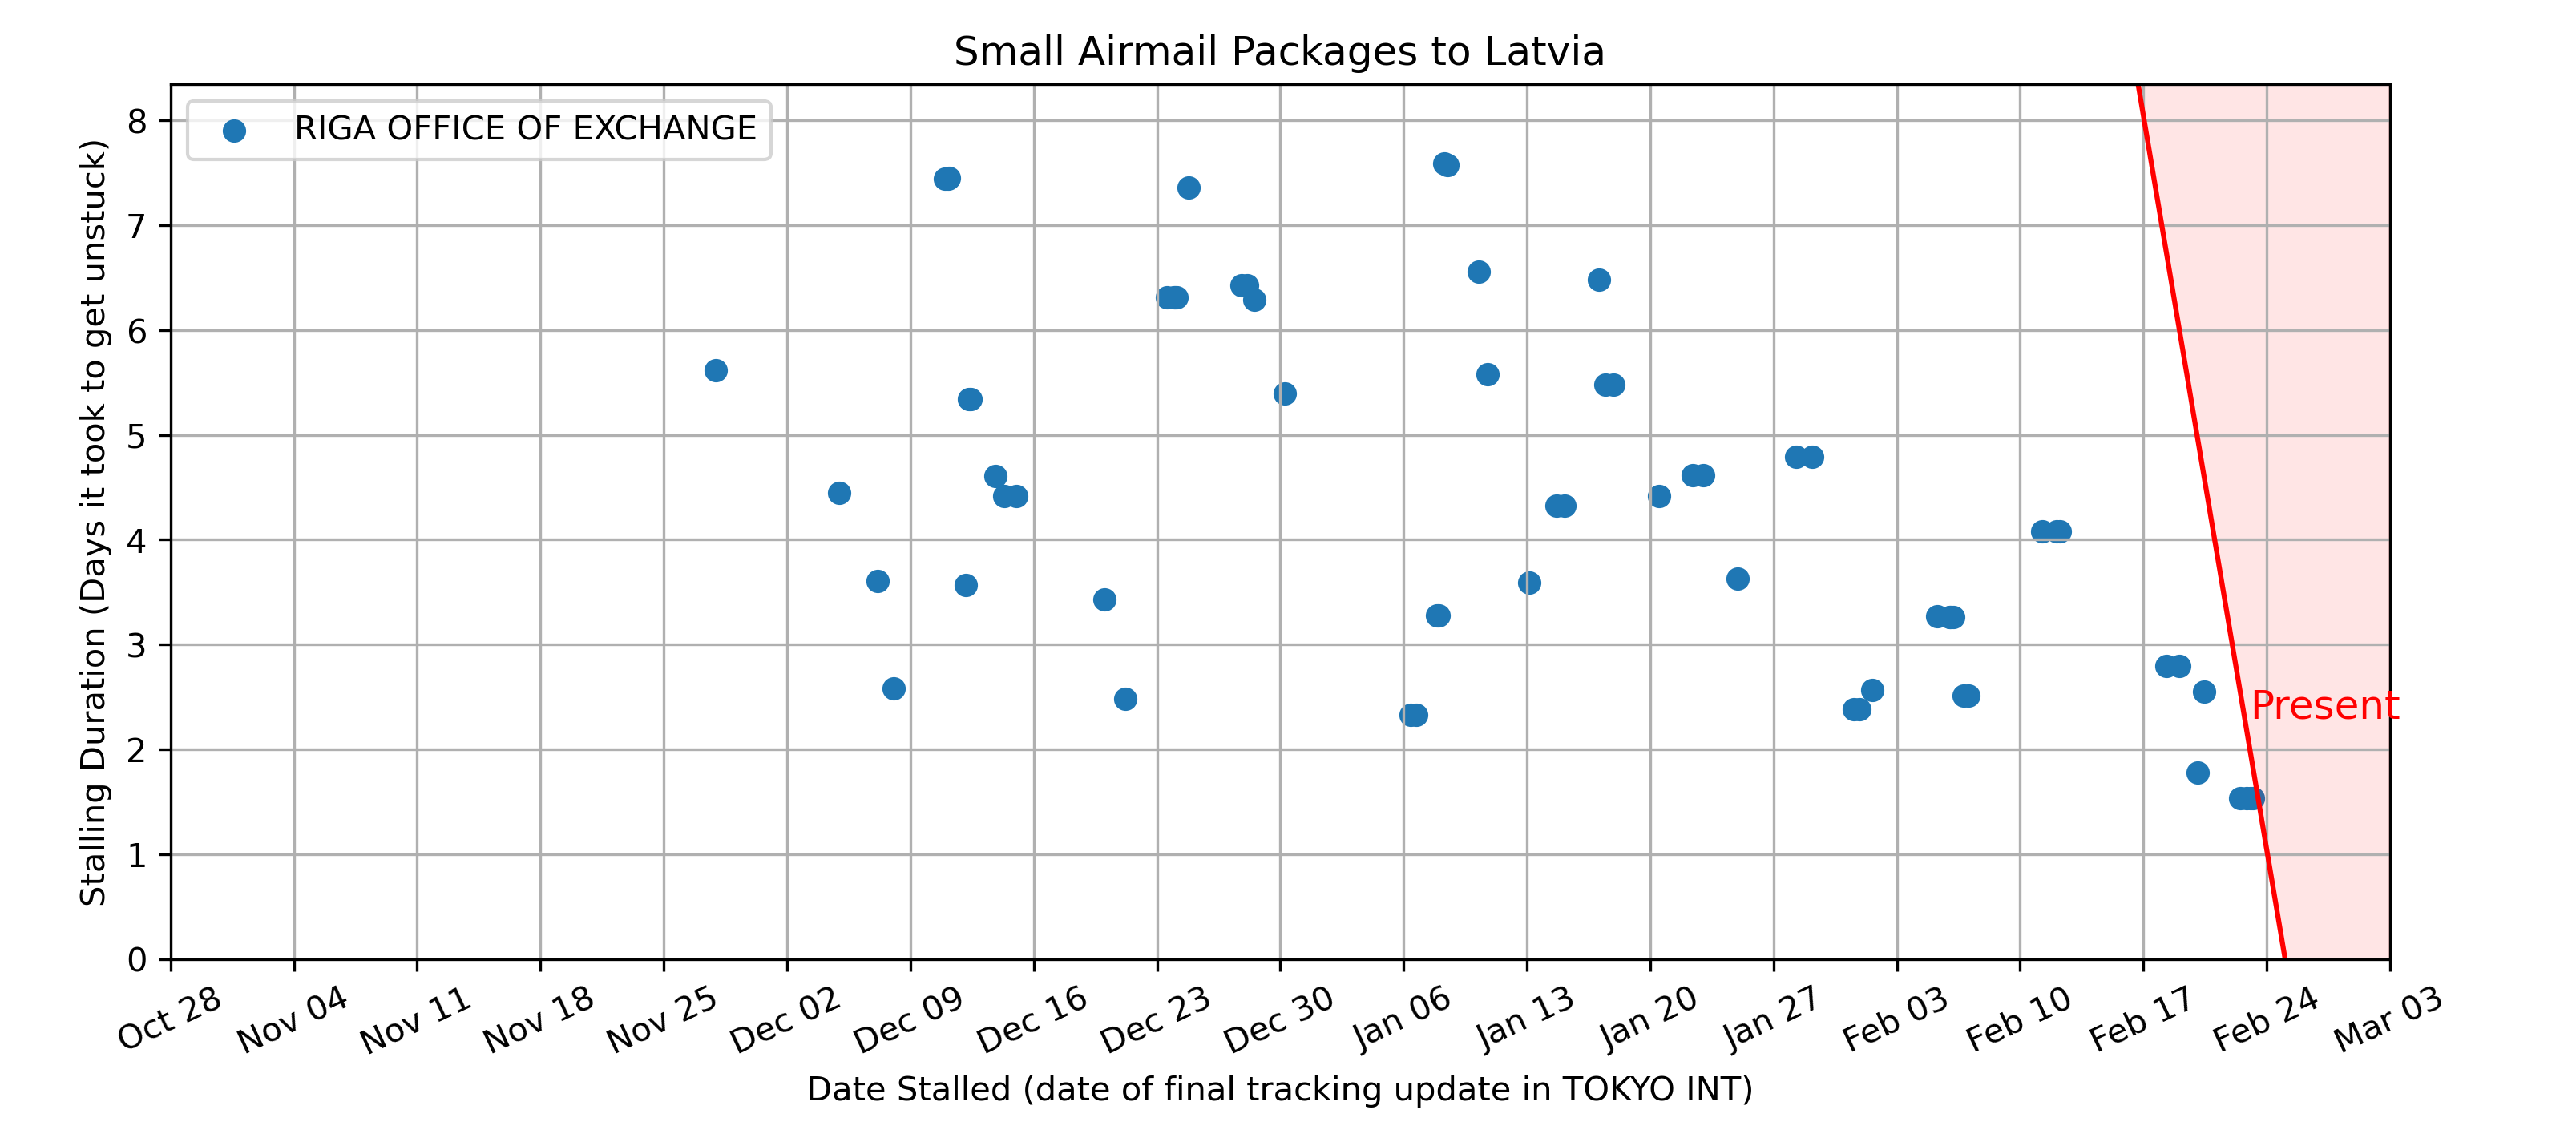 Small Airmail Packages to Latvia
RIGA OFFICE OF EXCHANGE
Stalling Duration (Days it took to get unstuck)
8
7
6
5
4
3
2
1
0
Present
Oct 28
Nov 04
Nov 11
Nov 18
Nov 25
Dec 02
Dec 09
Dec 16
Dec 23
Dec 30
Jan 06
Jan 13
Jan 20
Jan 27
Feb 03
Feb 10
Feb 17
Feb 24
Mar 03
Date Stalled (date of final tracking update in TOKYO INT)